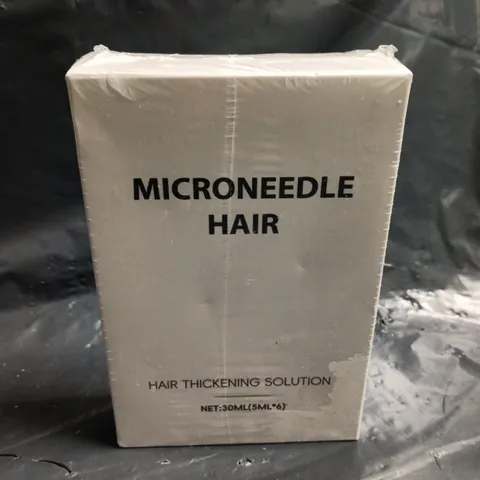 MICRONEEDLE
HAIR
HAIR THICKENING SOLUTION
NET:30ML(5ML*6)